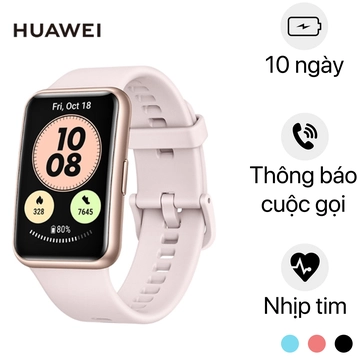 HUAWEI
Fri, Oct 18
10
08
328
7645
80%
10 ngày
Thông báo
cuộc gọi
Nhịp tim